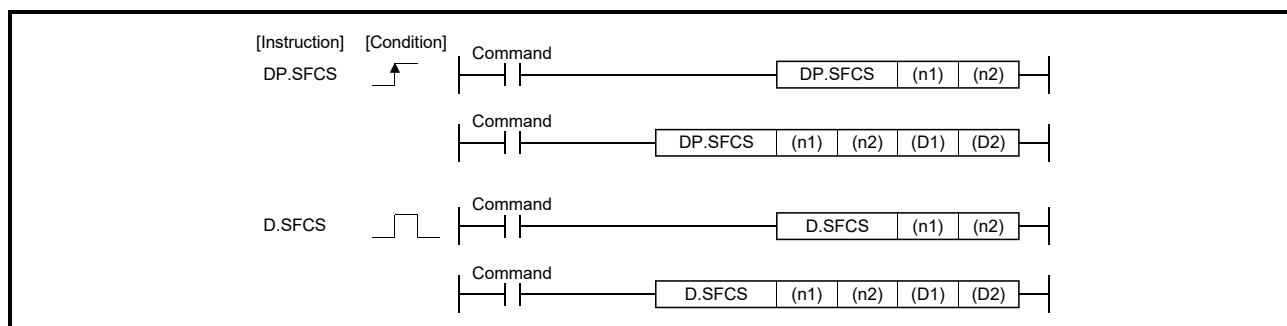 [Instruction] [Condition] Command
DP.SFCS DP.SFCS (n1) (n2)
Command
DP.SFCS (n1) (n2) (D1) (D2)
Command
D.SFCS D.SFCS (n1) (n2)
Command
D.SFCS (n1) (n2) (D1) (D2)